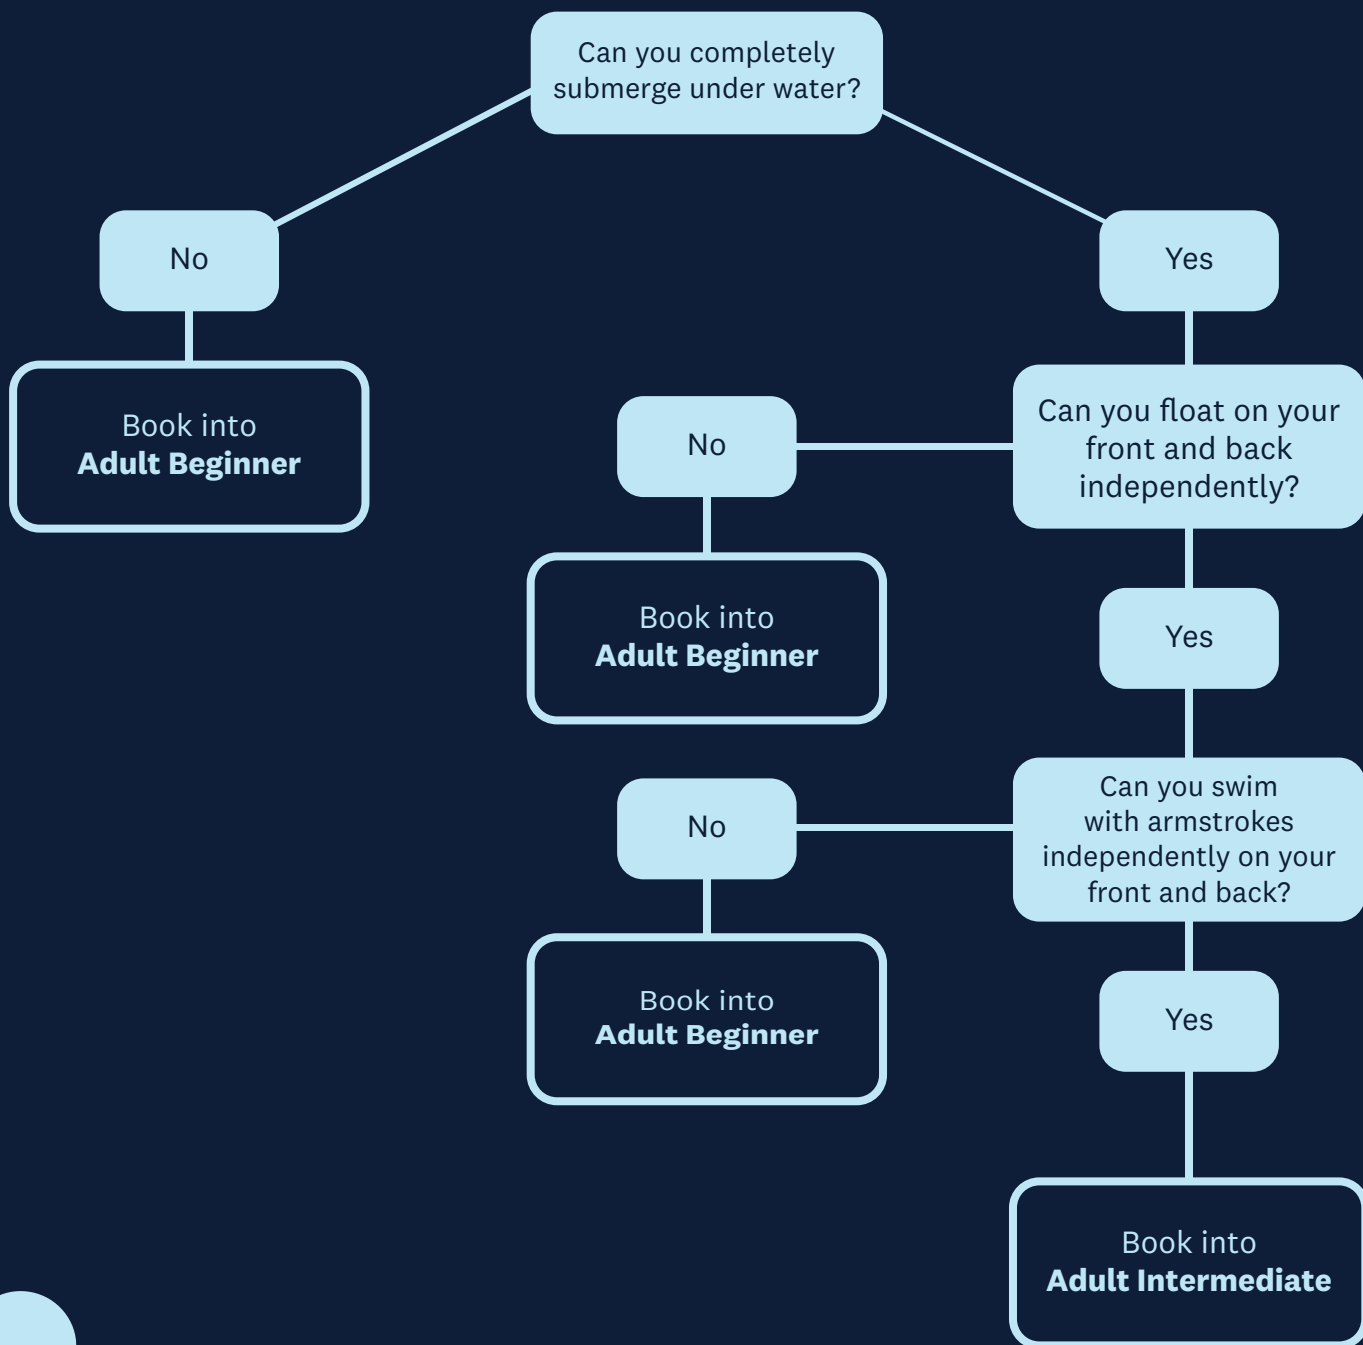 Can you completely
submerge under water?
No
Yes
Book into
Adult Beginner
Can you float on your
front and back
independently?
No
Book into
Adult Beginner
Yes
Can you swim
with armstrokes
independently on your
front and back?
No
Book into
Adult Beginner
Yes
Book into
Adult Intermediate